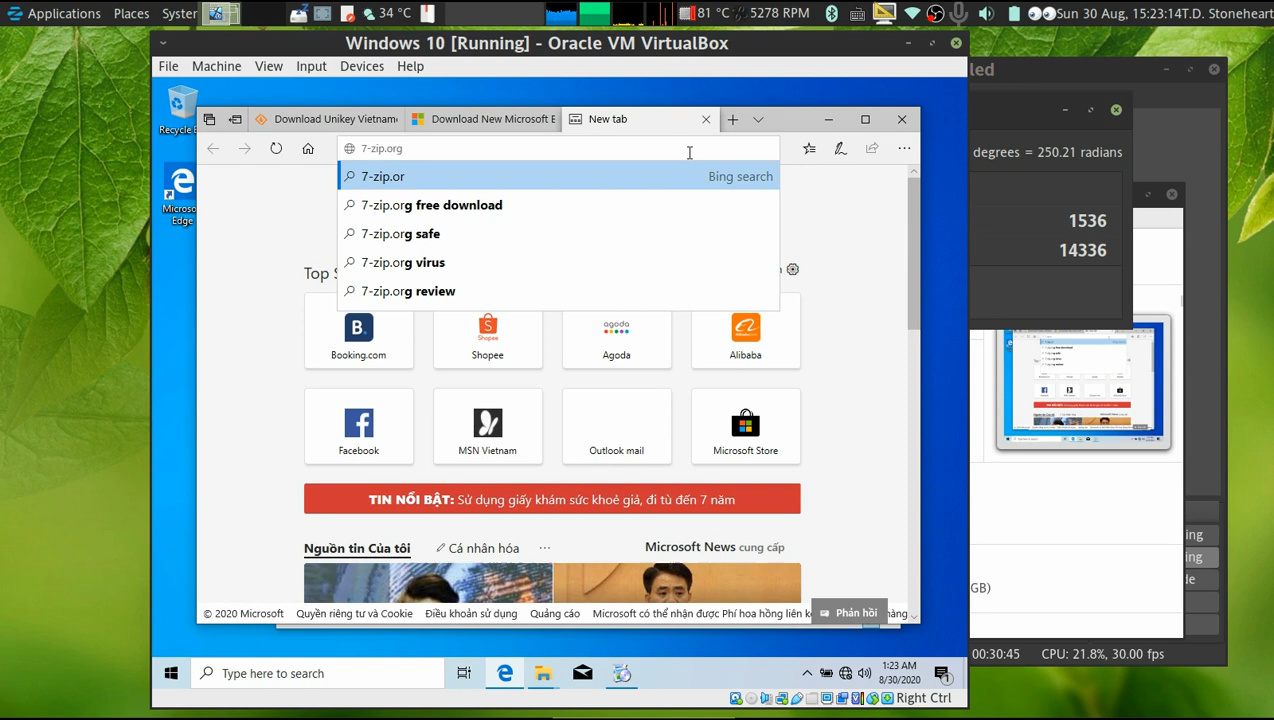 Applications Places System 34 °C 81 °C 5278 RPM Sun 30 Aug, 15:23:14 T.D. Stoneheart
Windows 10 [Running] - Oracle VM VirtualBox
File Machine View Input Devices Help
led
degrees = 250.21 radians
1536
14336
Recycle
Microso
Edge
Download Unikey Vietnam
Download New Microsoft E
New tab
7-zip.org
7-zip.or Bing search
7-zip.org free download
7-zip.org safe
7-zip.org virus
7-zip.org review
Top S
Booking.com Shopee Agoda Alibaba
Shopee
agoda
B.
Facebook MSN Vietnam Outlook mail Microsoft Store
TIN NỔI BẬT: Sử dụng giấy khám sức khoẻ giả, đi tù đến 7 năm
Nguồn tin Của tôi Cá nhân hóa ... Microsoft News cung cấp
© 2020 Microsoft Quyền riêng tư và Cookie Điều khoản sử dụng Quảng cáo Microsoft có thể nhận được Phí hoa hồng liên k Phản hồi hàng
ing
ing
de
GB)
00:30:45 CPU: 21.8%, 30.00 fps
Type here to search
1:23 AM
8/30/2020
1
Right Ctrl